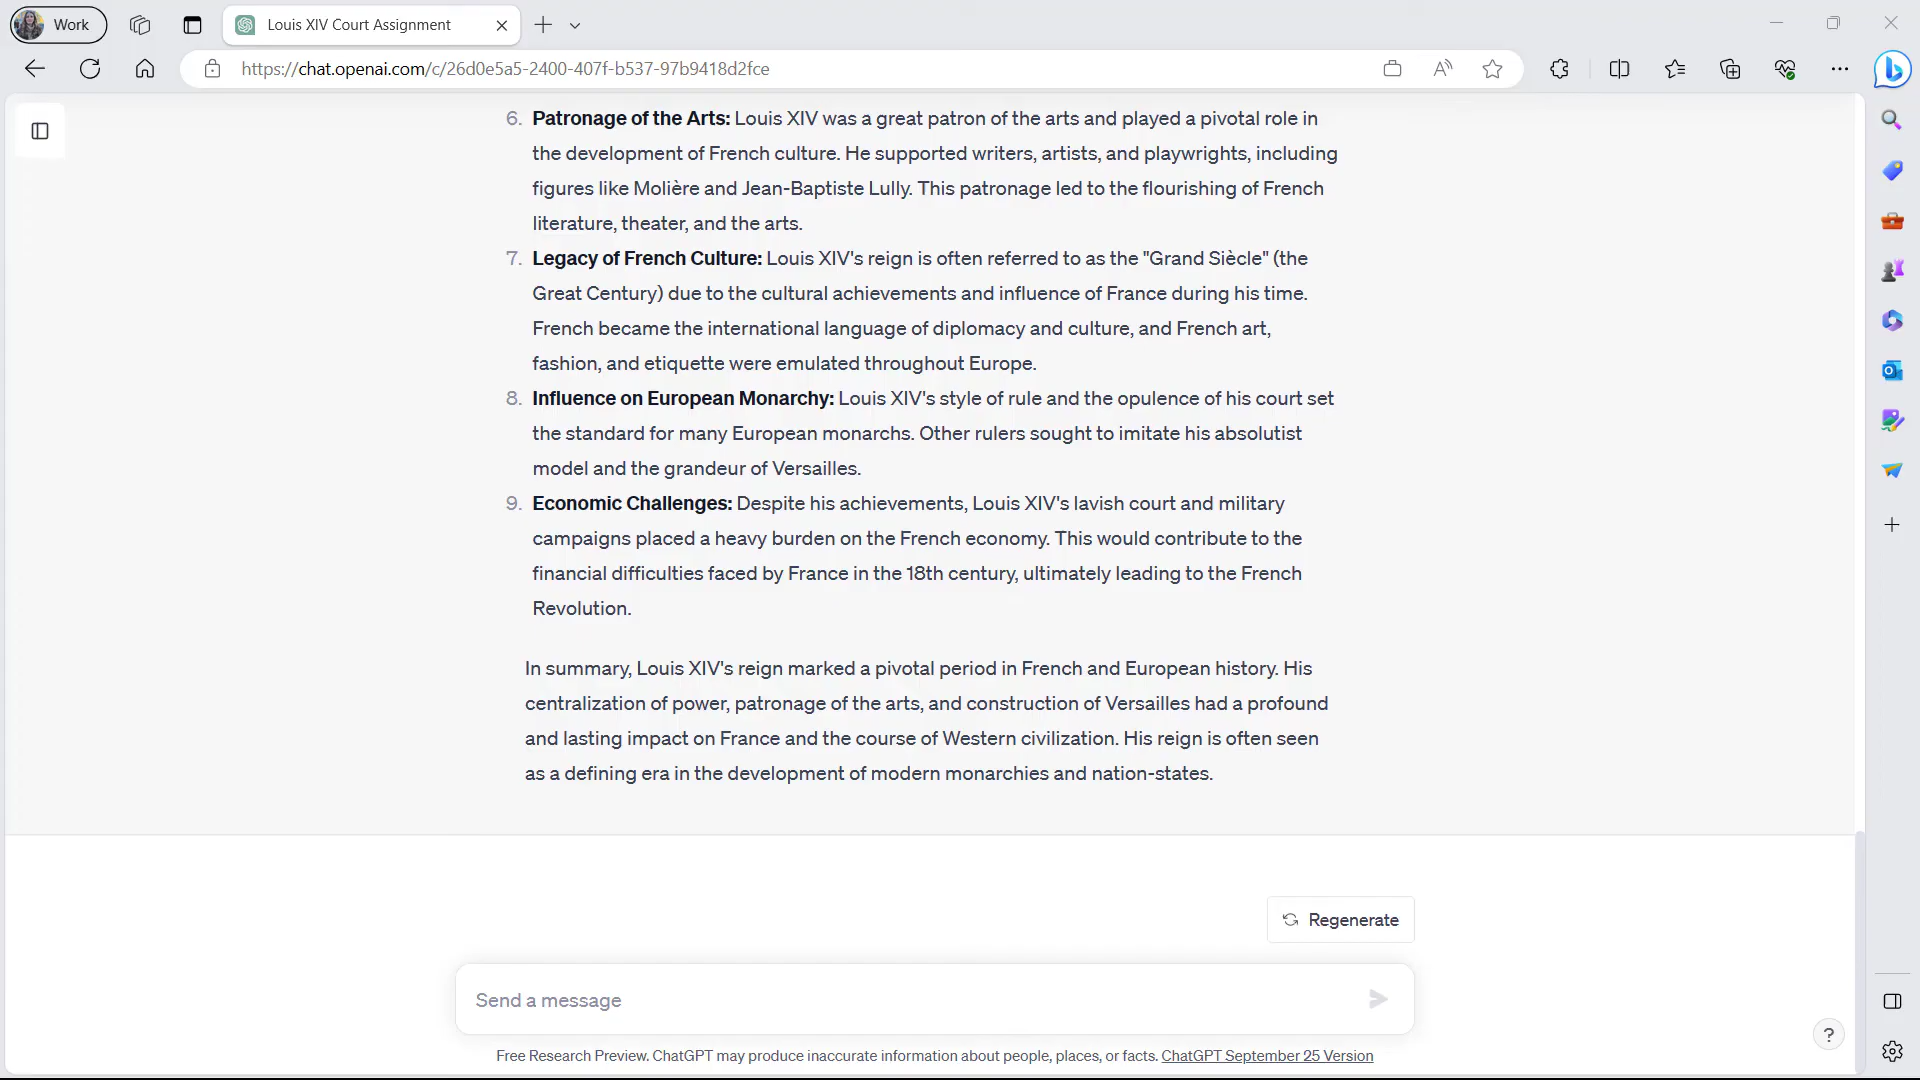 Work
Louis XIV Court Assignment
https://chat.openai.com/c/26d0e5a5-2400-407f-b537-97b9418d2fce
6. Patronage of the Arts: Louis XIV was a great patron of the arts and played a pivotal role in
the development of French culture. He supported writers, artists, and playwrights, including
figures like Molière and Jean-Baptiste Lully. This patronage led to the flourishing of French
literature, theater, and the arts.
7. Legacy of French Culture: Louis XIV's reign is often referred to as the "Grand Siècle" (the
Great Century) due to the cultural achievements and influence of France during his time.
French became the international language of diplomacy and culture, and French art,
fashion, and etiquette were emulated throughout Europe.
8. Influence on European Monarchy: Louis XIV's style of rule and the opulence of his court set
the standard for many European monarchs. Other rulers sought to imitate his absolutist
model and the grandeur of Versailles.
9. Economic Challenges: Despite his achievements, Louis XIV's lavish court and military
campaigns placed a heavy burden on the French economy. This would contribute to the
financial difficulties faced by France in the 18th century, ultimately leading to the French
Revolution.
In summary, Louis XIV's reign marked a pivotal period in French and European history. His
centralization of power, patronage of the arts, and construction of Versailles had a profound
and lasting impact on France and the course of Western civilization. His reign is often seen
as a defining era in the development of modern monarchies and nation-states.
Regenerate
Send a message
?
Free Research Preview. ChatGPT may produce inaccurate information about people, places, or facts. ChatGPT September 25 Version